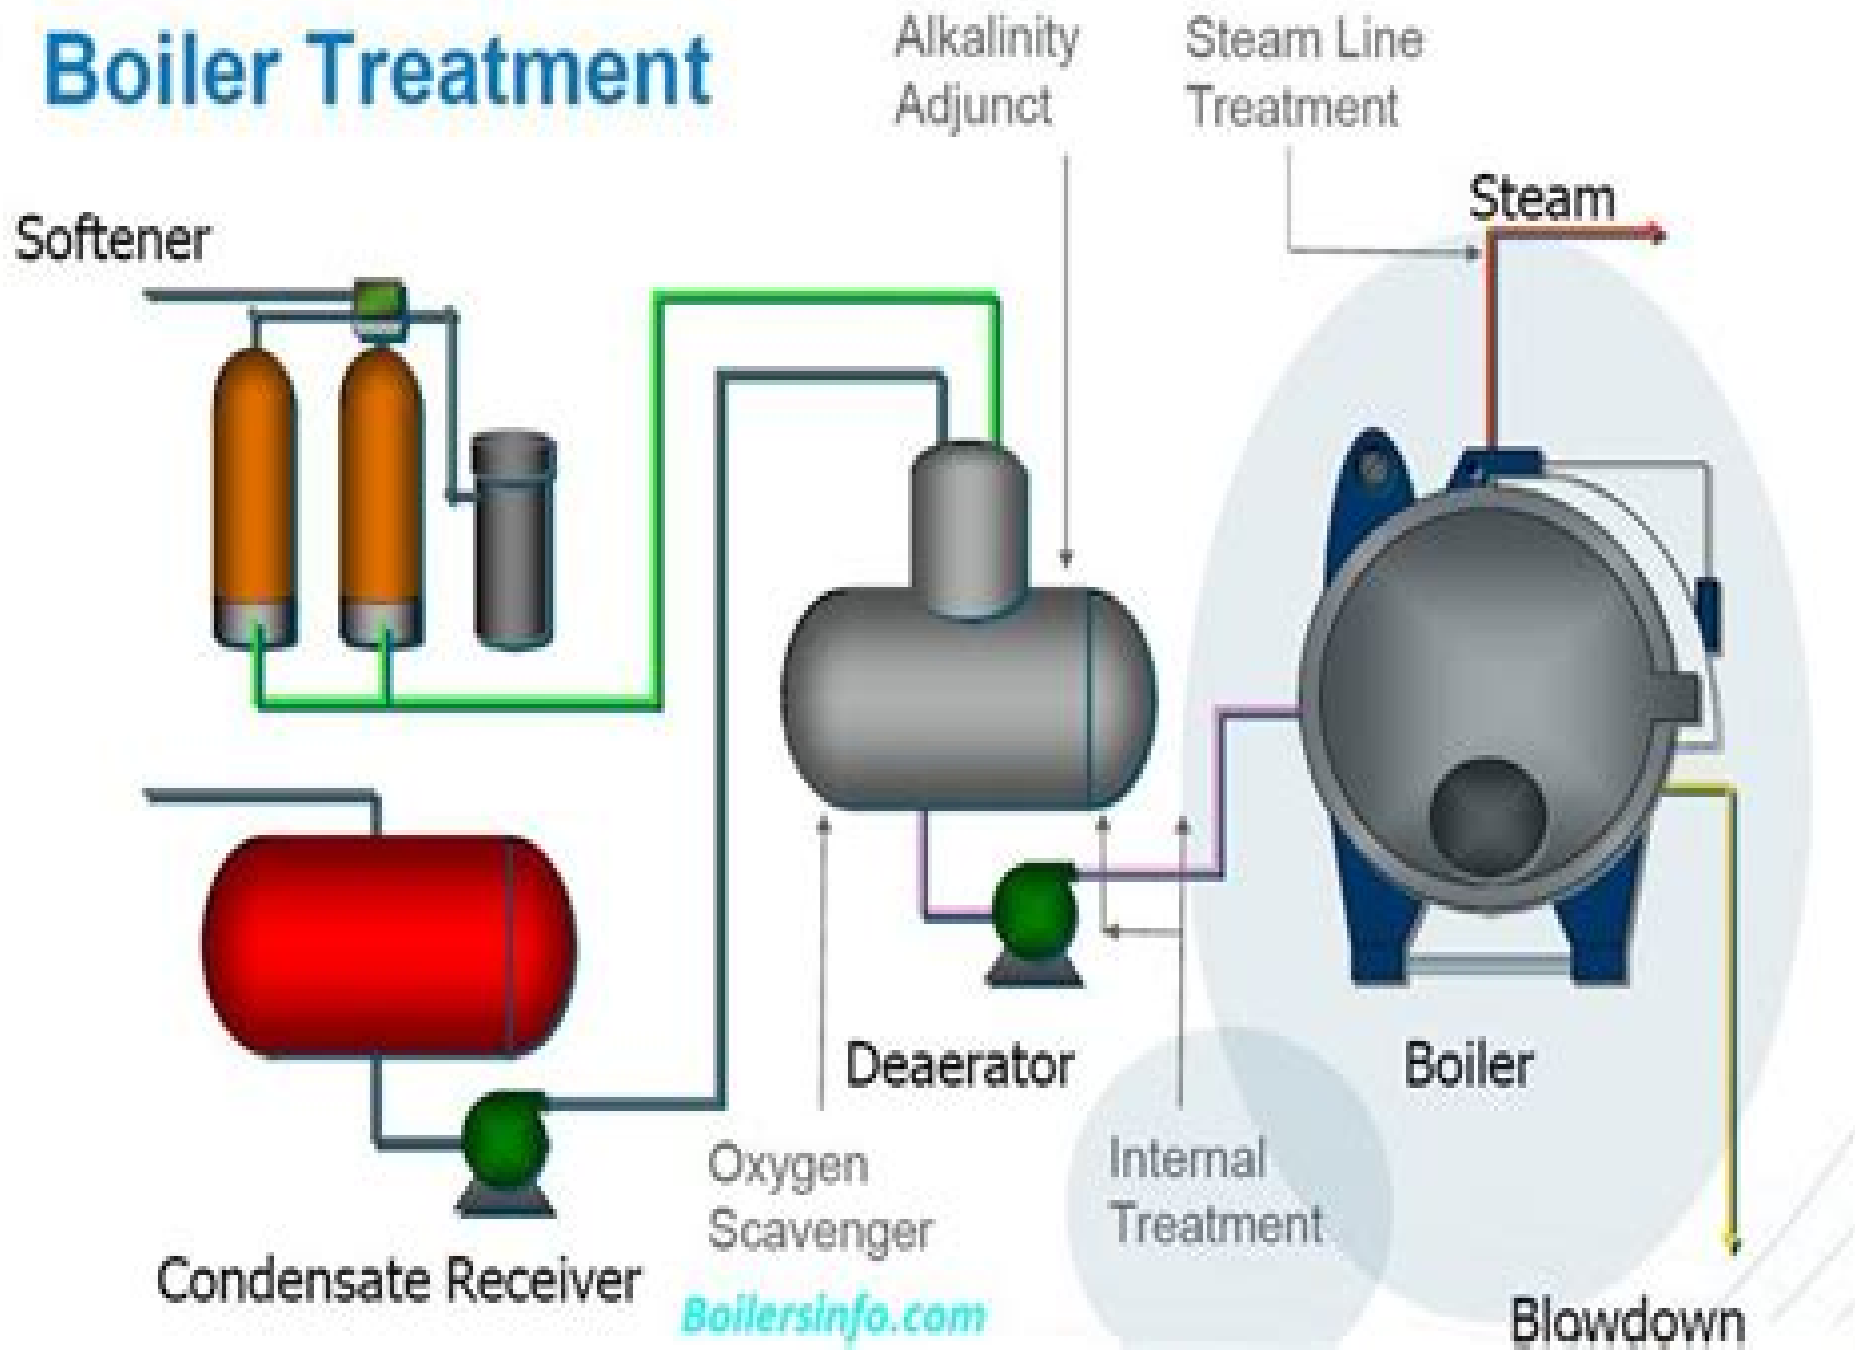 Boiler Treatment
Alkalinity
Adjunct
Steam Line
Treatment
Steam
Softener
Deaerator
Boiler
Oxygen
Scavenger
Internal
Treatment
Condensate Receiver
Boilersinfo.com
Blowdown